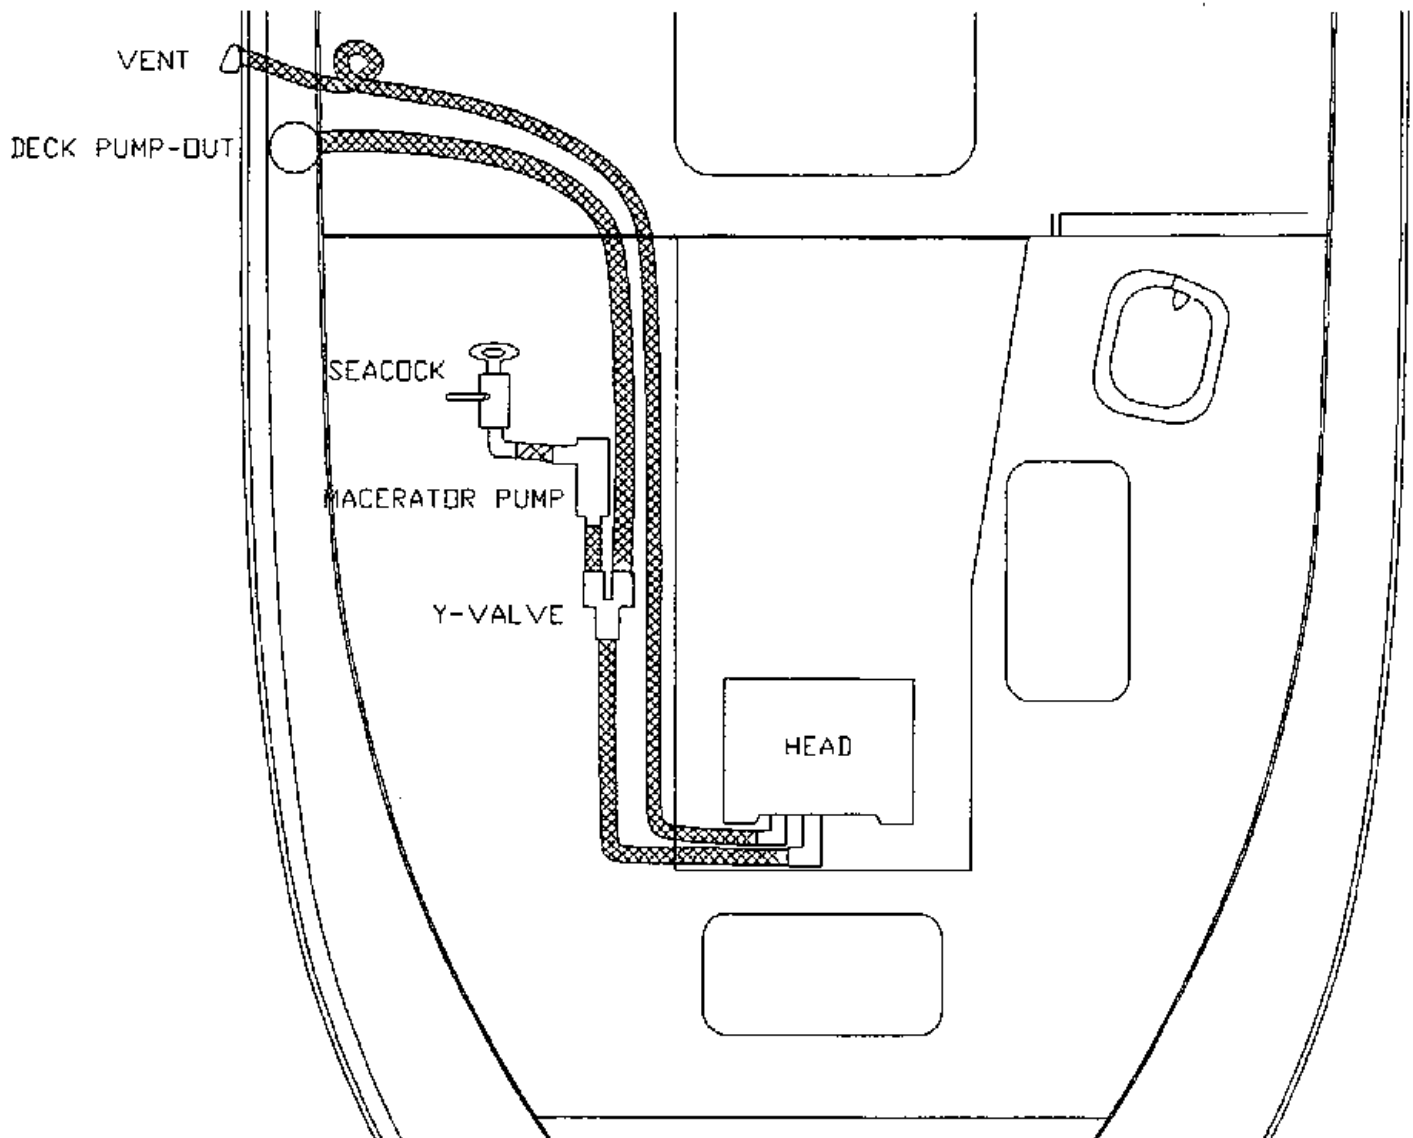 VENT
DECK PUMP-OUT
SEACOCK
MACERATOR PUMP
Y-VALVE
HEAD